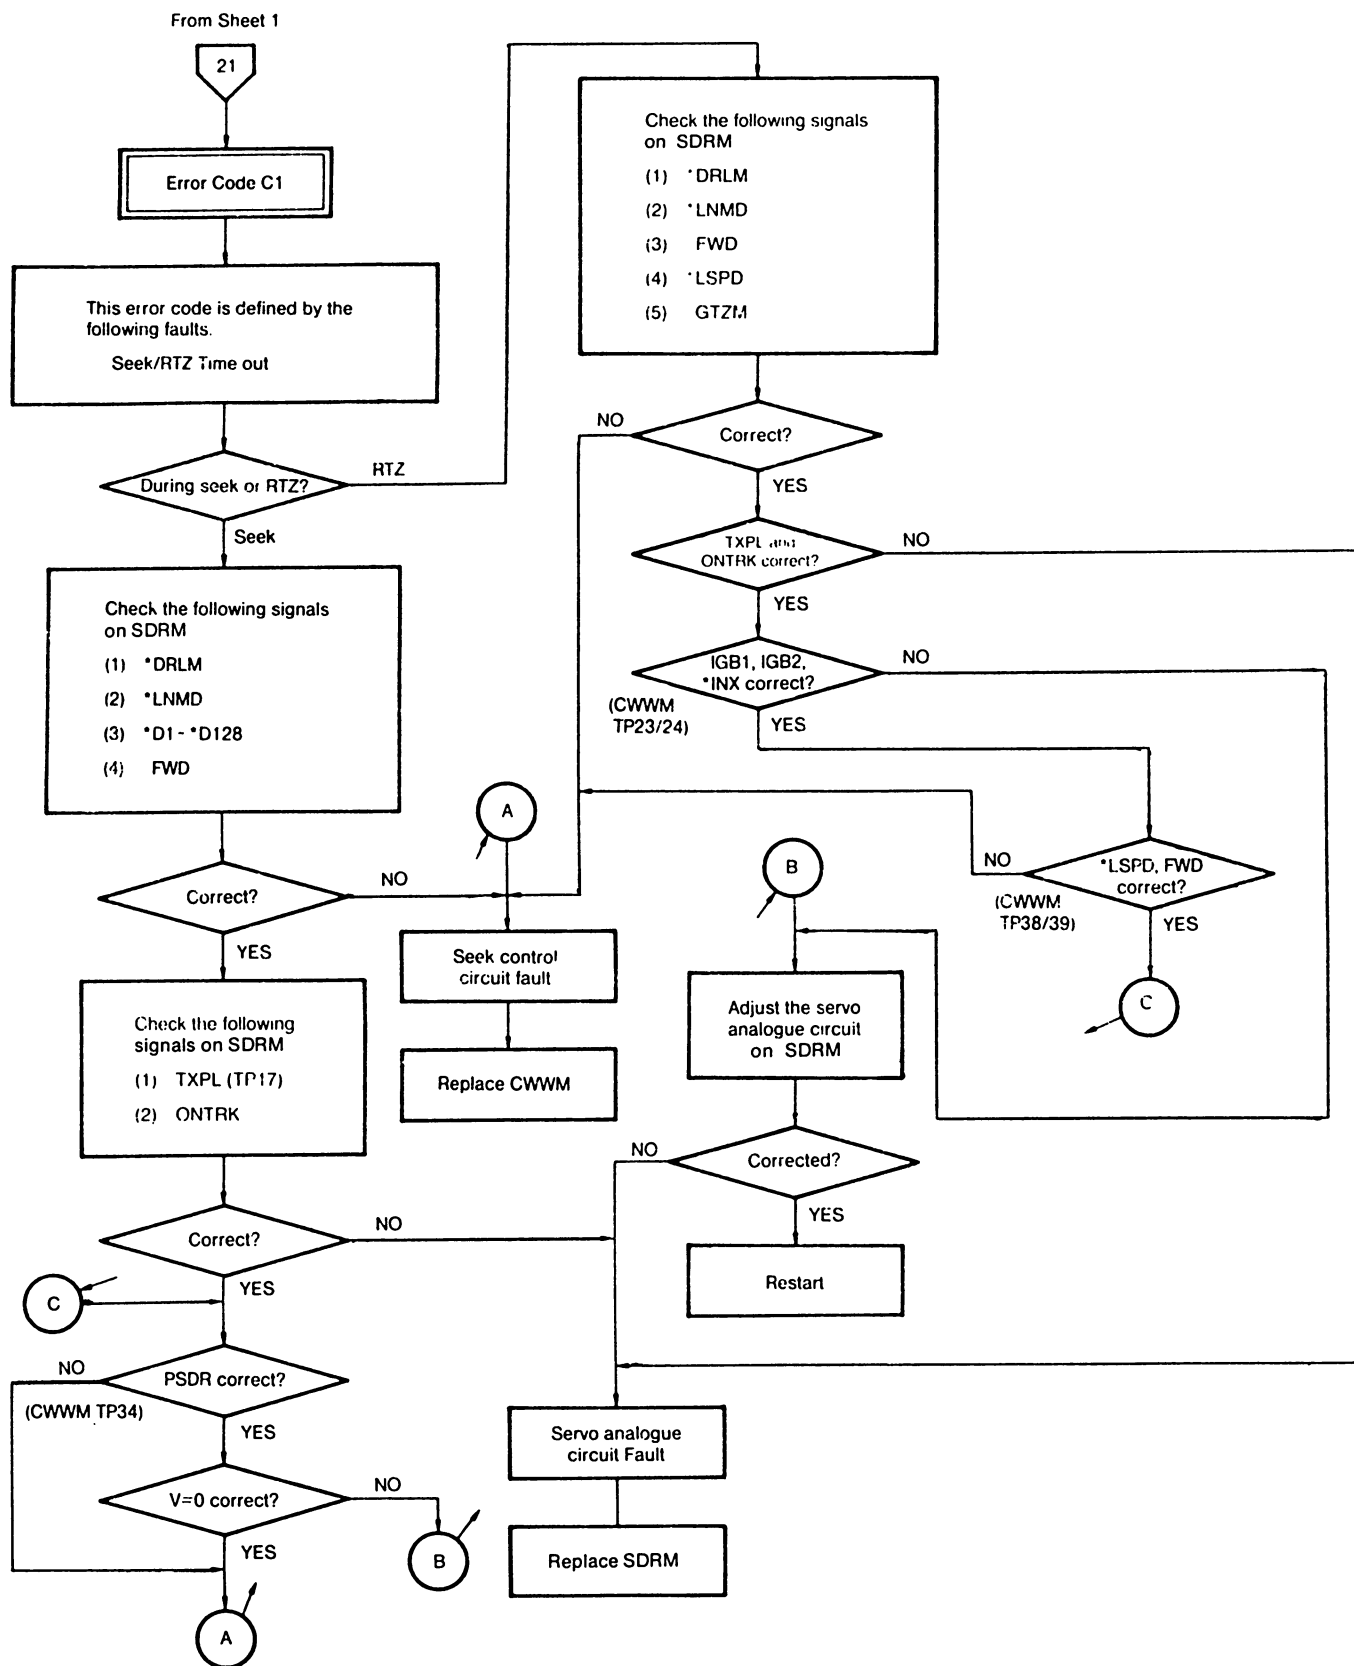 From Sheet 1
21
Error Code C1
This error code is defined by the
following faults.
Seek/RTZ Time out
During seek or RTZ?
RTZ
Seek
Check the following signals
on SDRM
(1) *DRLM
(2) *LNMD
(3) *D1 - *D128
(4) FWD
Correct?
NO
YES
Check the following
signals on SDRM
(1) TXPL (TP17)
(2) ONTRK
Correct?
NO
YES
C
PSDR correct?
NO
(CWWM TP34)
YES
V=0 correct?
NO
YES
B
A
A
Seek control
circuit fault
Replace CWWM
Check the following signals
on SDRM
(1) *DRLM
(2) *LNMD
(3) FWD
(4) *LSPD
(5) GTZM
Correct?
NO
YES
TXPL and
ONTRK correct?
NO
YES
IGB1, IGB2,
*INX correct?
NO
(CWWM
TP23/24)
YES
*LSPD, FWD
correct?
NO
(CWWM
TP38/39)
YES
C
B
Adjust the servo
analogue circuit
on SDRM
Corrected?
NO
YES
Restart
Servo analogue
circuit Fault
Replace SDRM